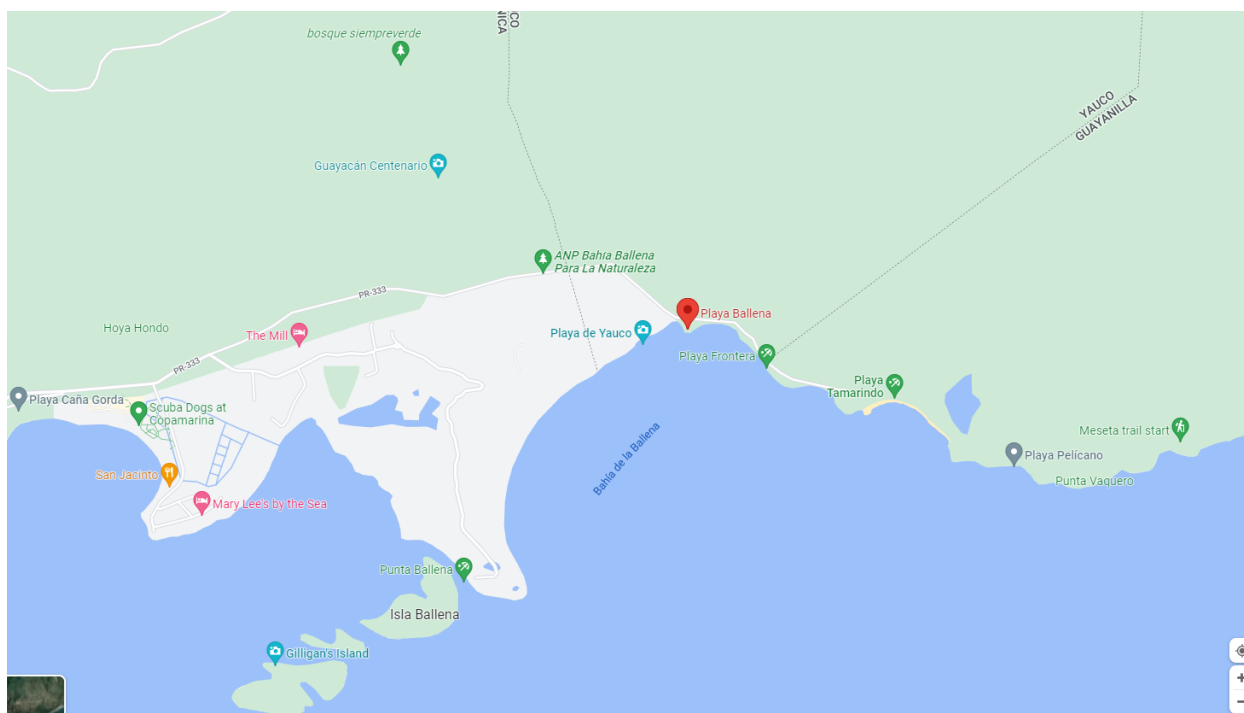 CO
NICA
bosque siempreverde
YAUCO
GUAYANILLA
Guayacán Centenario
ANP Bahía Ballena
Para La Naturaleza
PR-333
Playa Ballena
Hoya Hondo
The Mill
Playa de Yauco
Playa Frontera
PR-333
Playa
Tamarindo
Playa Caña Gorda
Scuba Dogs at
Copamarina
Meseta trail start
Bahía de la Ballena
Playa Pelícano
San Jacinto
Punta Vaquero
Mary Lee's by the Sea
Punta Ballena
Isla Ballena
Gilligan's Island